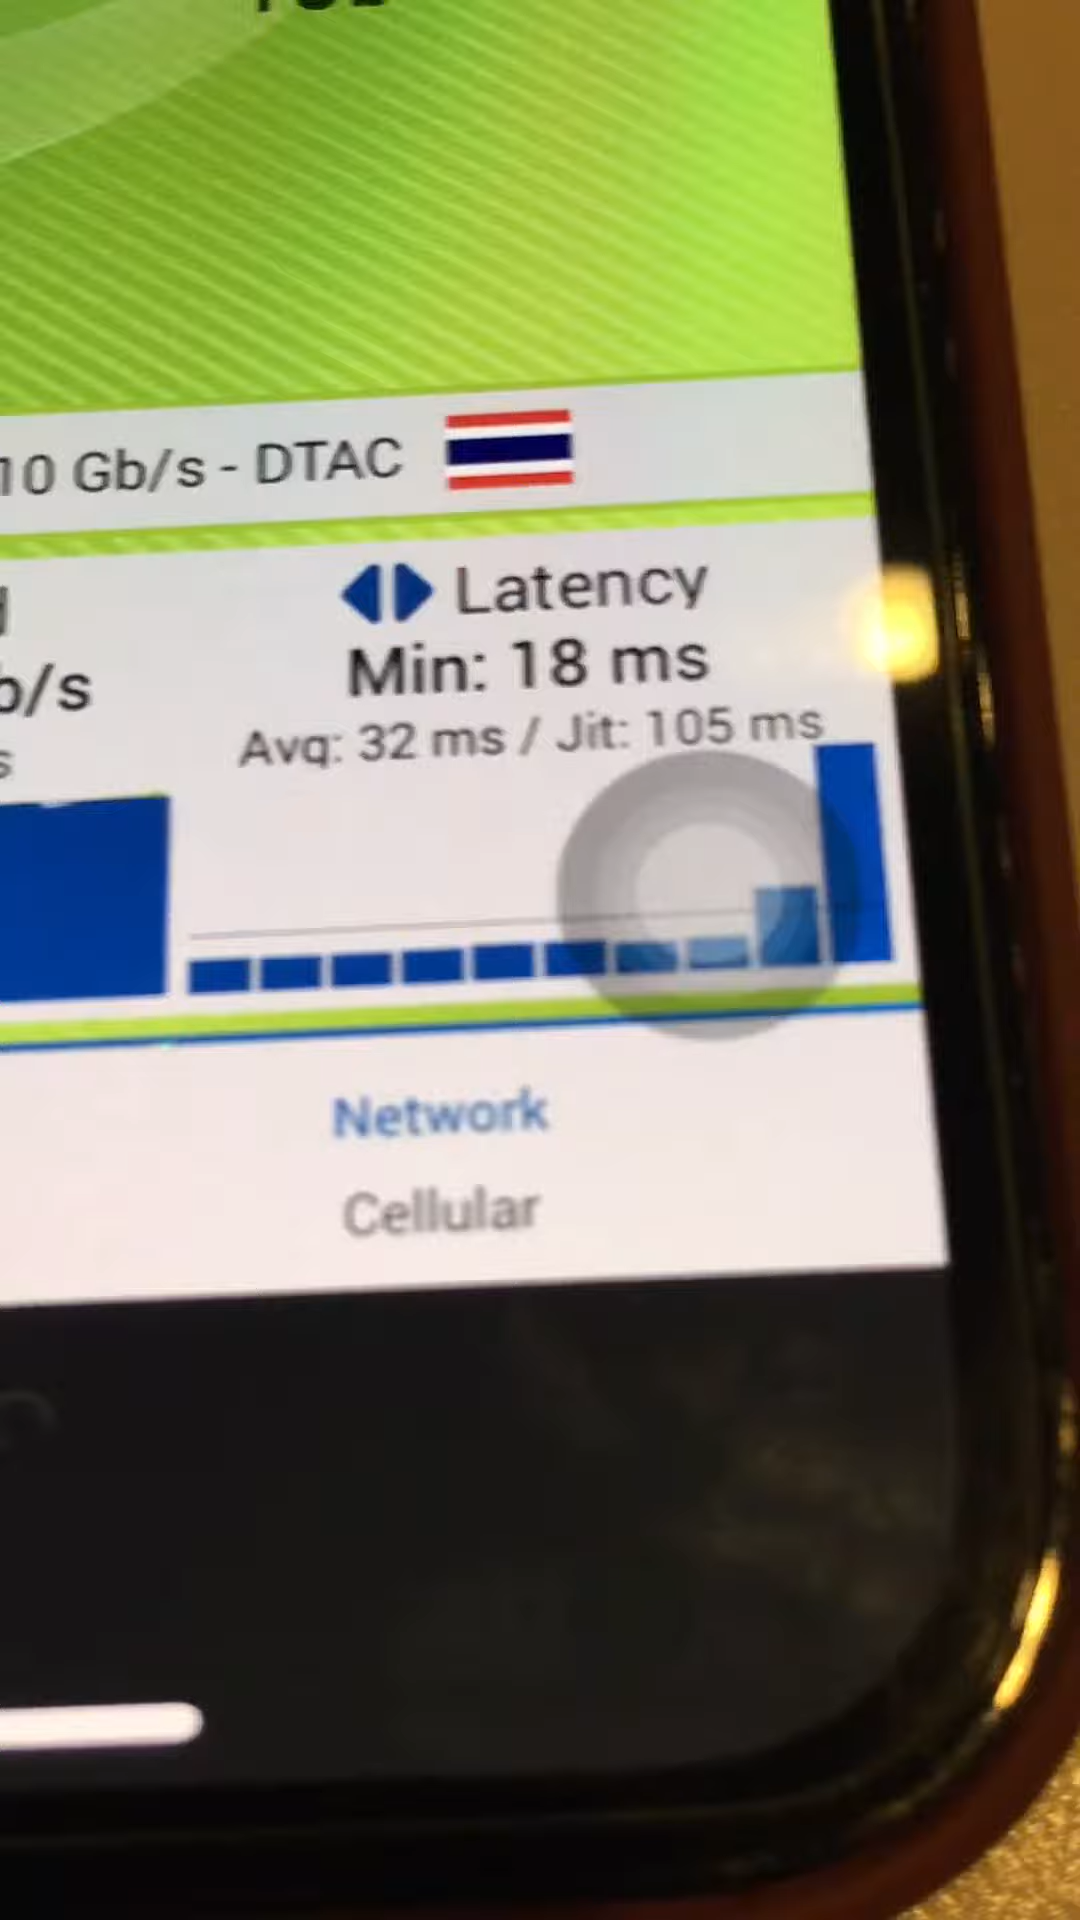 10 Gb/s - DTAC
Latency
b/s
Min: 18 ms
Avg: 32 ms / Jit: 105 ms
s
Network
Cellular